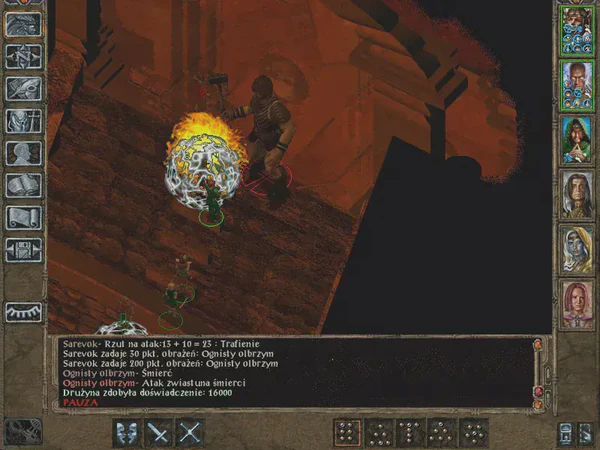 Sarevok- Rzut na atak:13 + 10 = 23 : Trafienie
Sarevok zadaje 30 pkt. obrażeń: Ognisty olbrzym
Sarevok zadaje 200 pkt. obrażeń: Ognisty olbrzym
Ognisty olbrzym- Śmierć
Ognisty olbrzym- Atak zwiastuna śmierci
Drużyna zdobyła doświadczenie: 16000
PAUZA